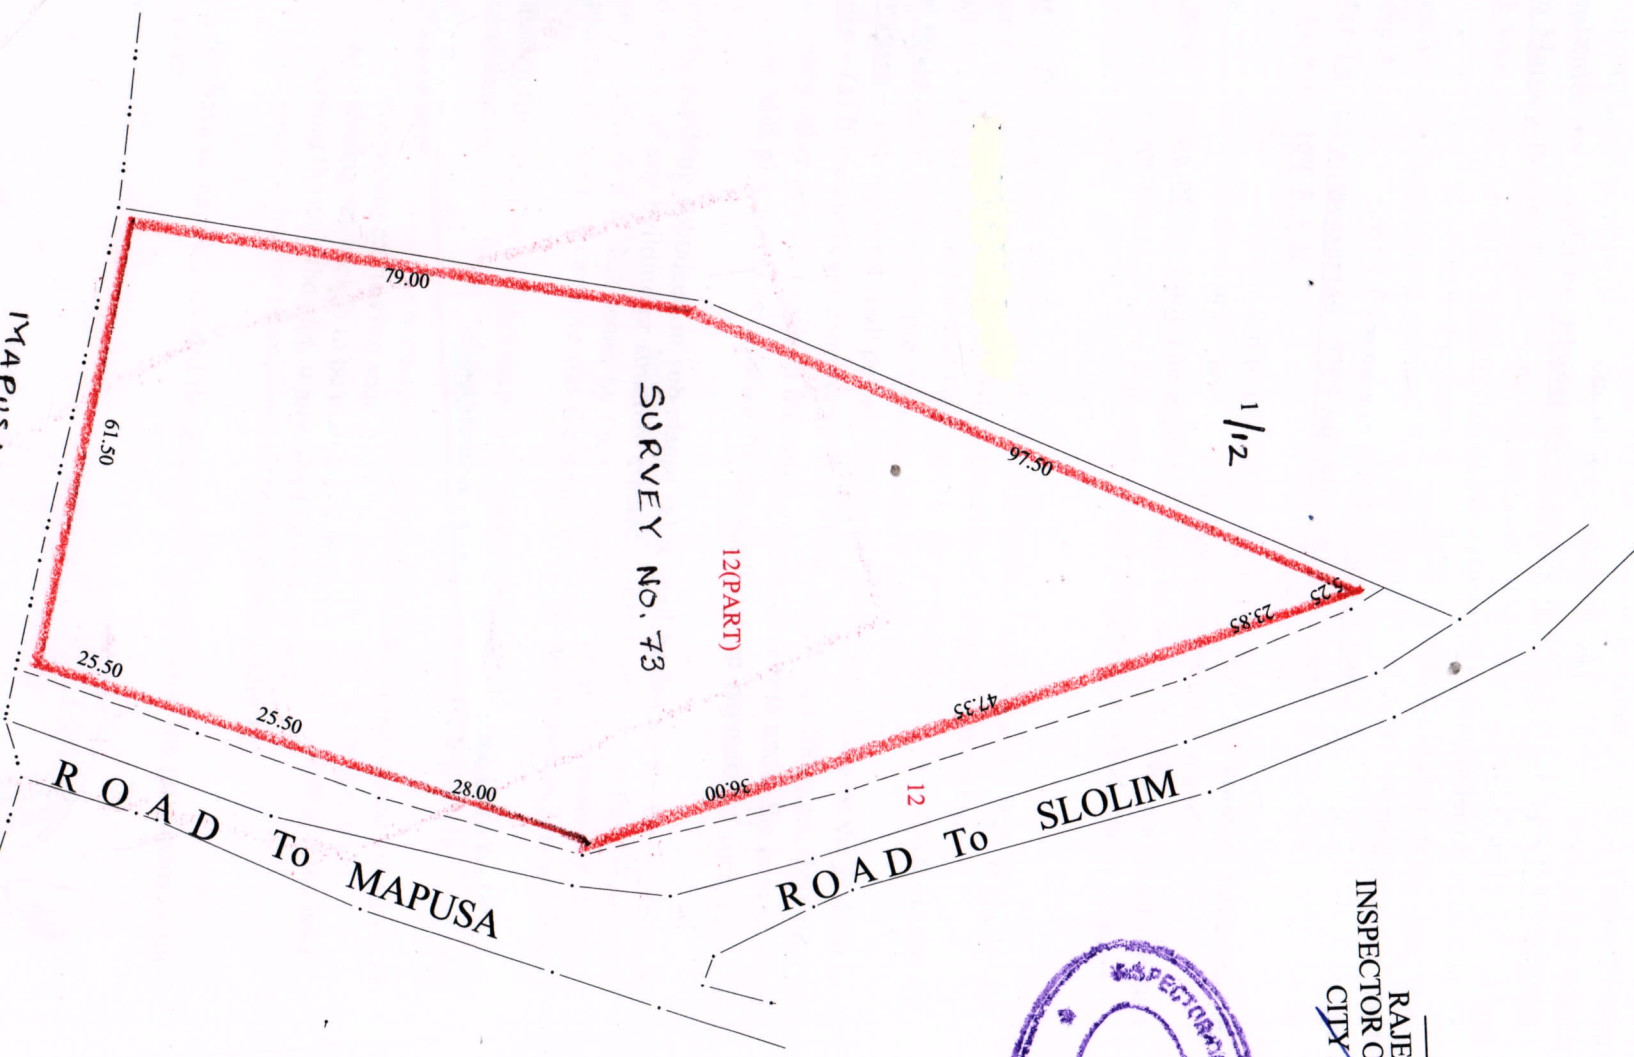 79.00
97.50
5.25
23.85
47.35
36.00
28.00
25.50
25.50
61.50
SURVEY No. 73
12(PART)
1/12
12
ROAD To MAPUSA
ROAD To SLOLIM
RAJE
INSPECTOR O
CITY